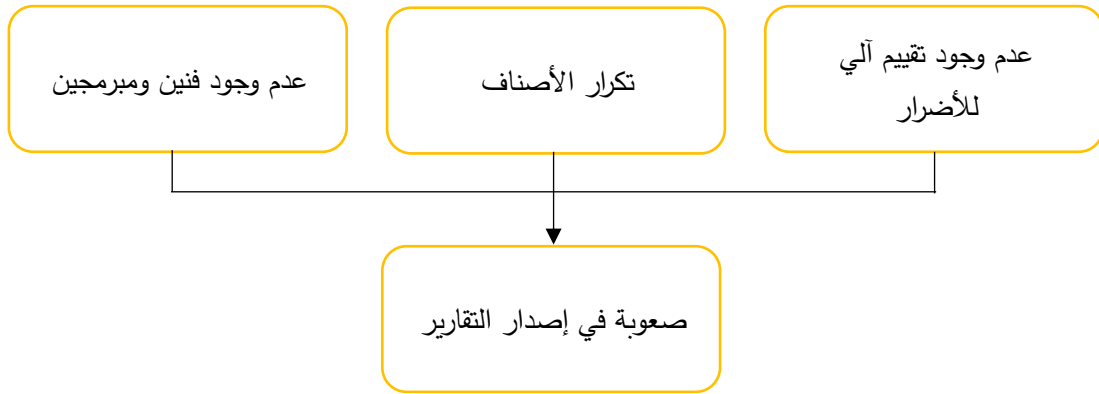 عدم وجود تقييم آلي
للأضرار
تكرار الأصناف
عدم وجود فنين ومبرمجين
صعوبة في إصدار التقارير